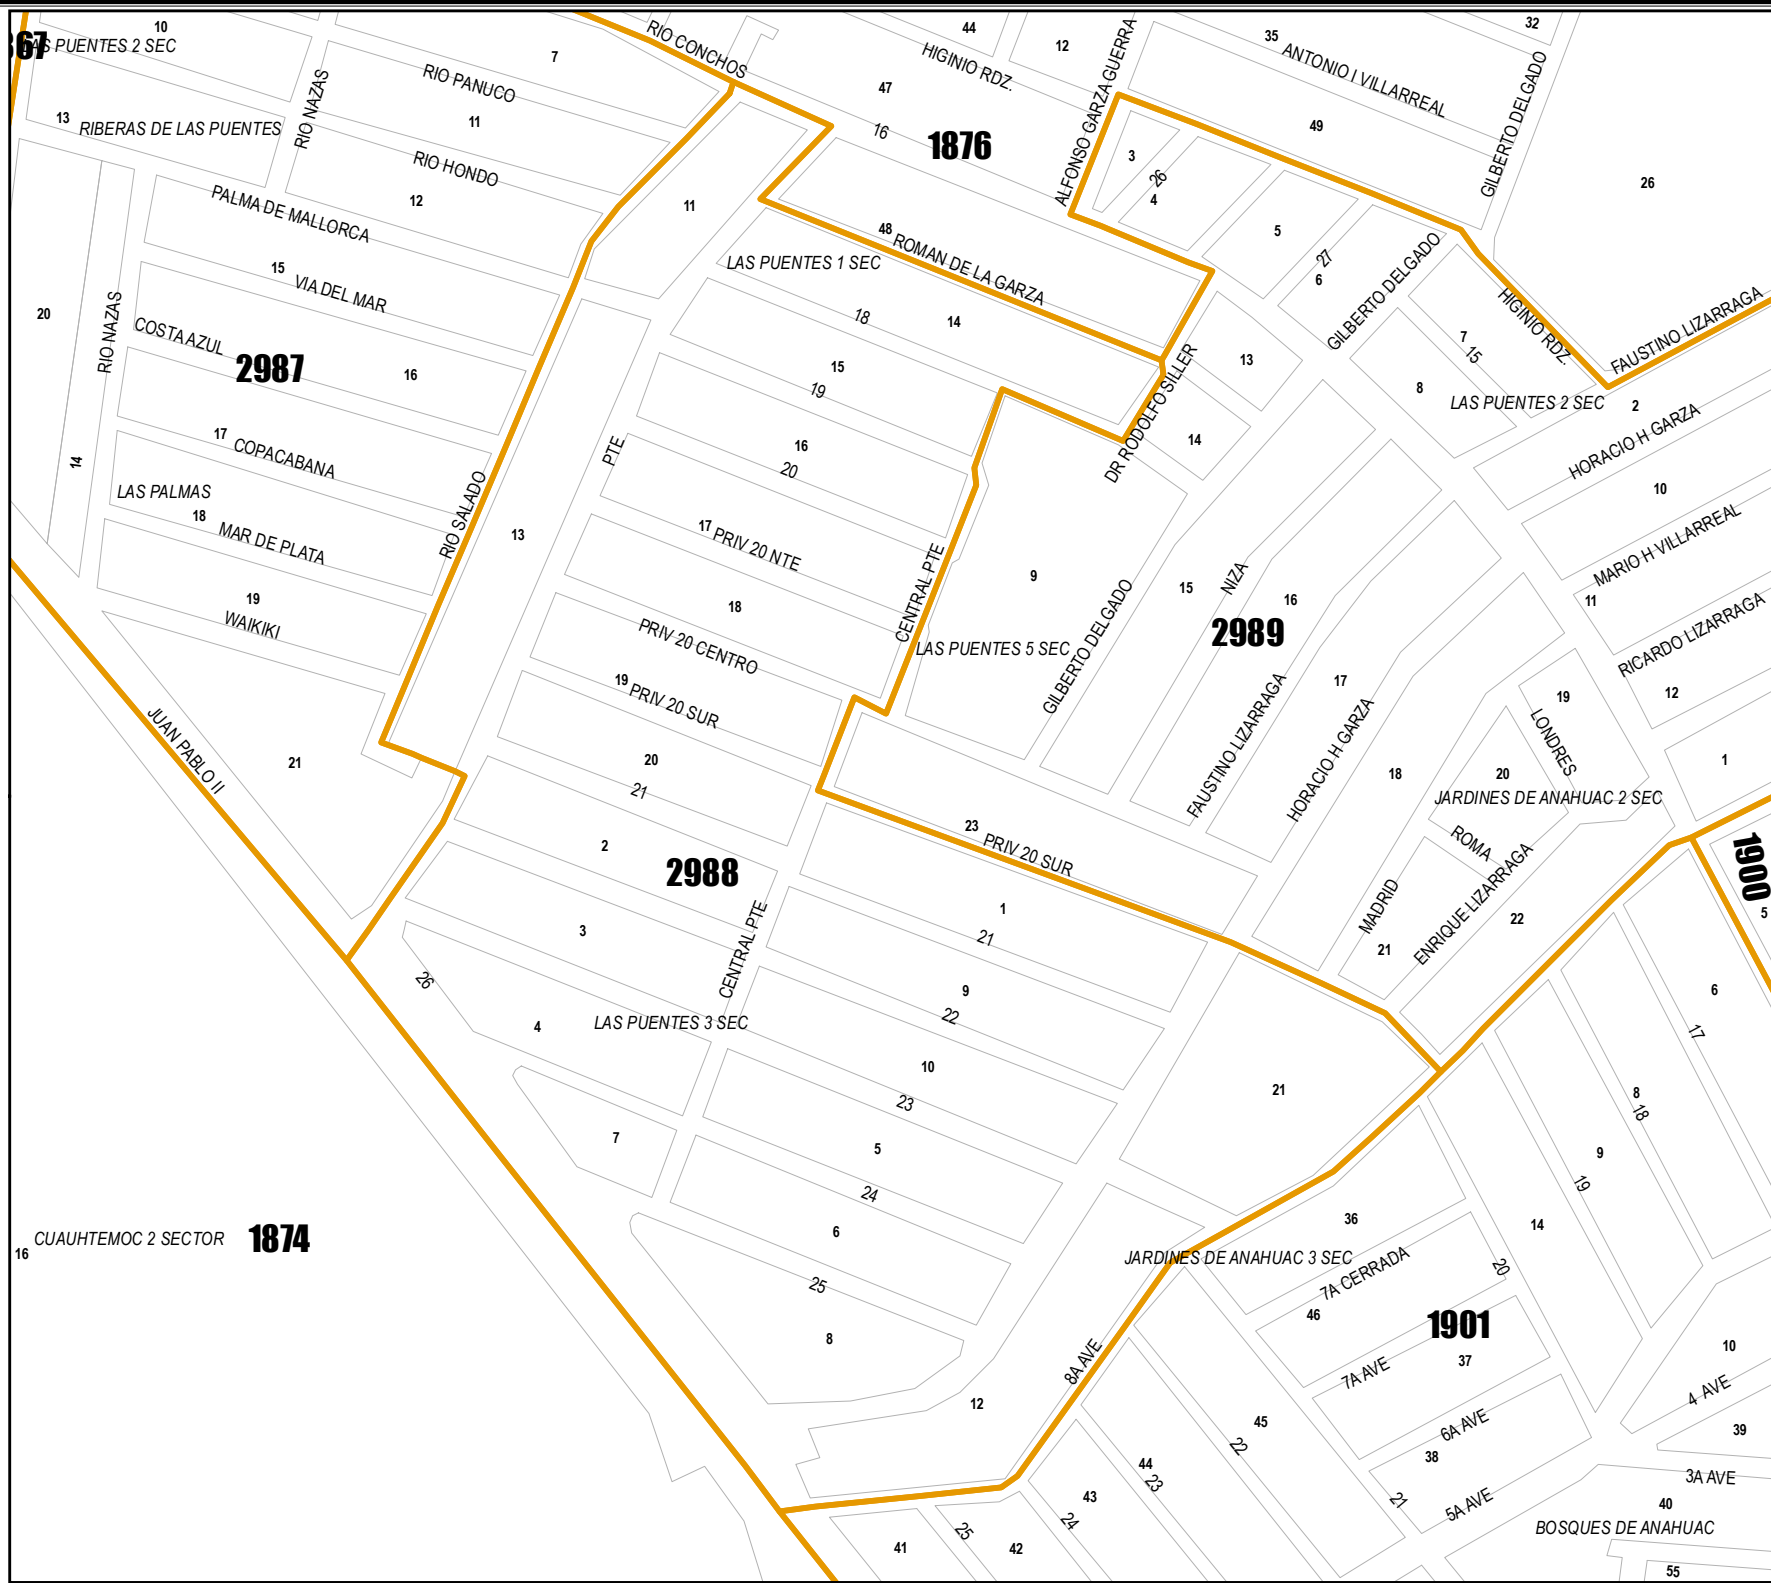 10
44
32
867
LAS PUENTES 2 SEC
7
RIO CONCHOS
HIGINIO RDZ.
12
ALFONSO GARZA GUERRA
35
ANTONIO I VILLARREAL
RIO PANUCO
RIO NAZAS
47
GILBERTO DELGADO
13
RIBERAS DE LAS PUENTES
11
16
1876
49
3
26
RIO HONDO
4
26
12
PALMA DE MALLORCA
11
48
ROMAN DE LA GARZA
5
27
6
GILBERTO DELGADO
LAS PUENTES 1 SEC
15
VIA DEL MAR
HIGINIO RDZ.
FAUSTINO LIZARRAGA
20
RIO NAZAS
COSTA AZUL
18
14
7
15
2987
16
15
19
13
DR RODOLFO SILLER
8
LAS PUENTES 2 SEC
2
HORACIO H GARZA
17
COPACABANA
PTE
16
20
14
14
LAS PALMAS
18
MAR DE PLATA
RIO SALADO
13
17
PRIV 20 NTE
10
MARIO H VILLARREAL
9
CENTRAL PTE
15
NIZA
16
11
19
WAIKIKI
18
PRIV 20 CENTRO
LAS PUENTES 5 SEC
GILBERTO DELGADO
2989
RICARDO LIZARRAGA
19
PRIV 20 SUR
17
19
12
JUAN PABLO II
21
20
21
FAUSTINO LIZARRAGA
HORACIO H GARZA
18
LONDRES
20
1
JARDINES DE ANAHUAC 2 SEC
23
PRIV 20 SUR
2
2988
ROMA
ENRIQUE LIZARRAGA
1900
MADRID
1
21
CENTRAL PTE
3
22
5
21
26
9
22
6
4
LAS PUENTES 3 SEC
17
10
23
21
8
18
7
5
9
19
24
6
36
14
CUAUHTEMOC 2 SECTOR
1874
16
JARDINES DE ANAHUAC 3 SEC
7A CERRADA
20
25
46
1901
8
8A AVE
7A AVE
37
10
12
4 AVE
45
22
6A AVE
39
38
44
23
3A AVE
43
24
21
5A AVE
40
BOSQUES DE ANAHUAC
41
25
42
55